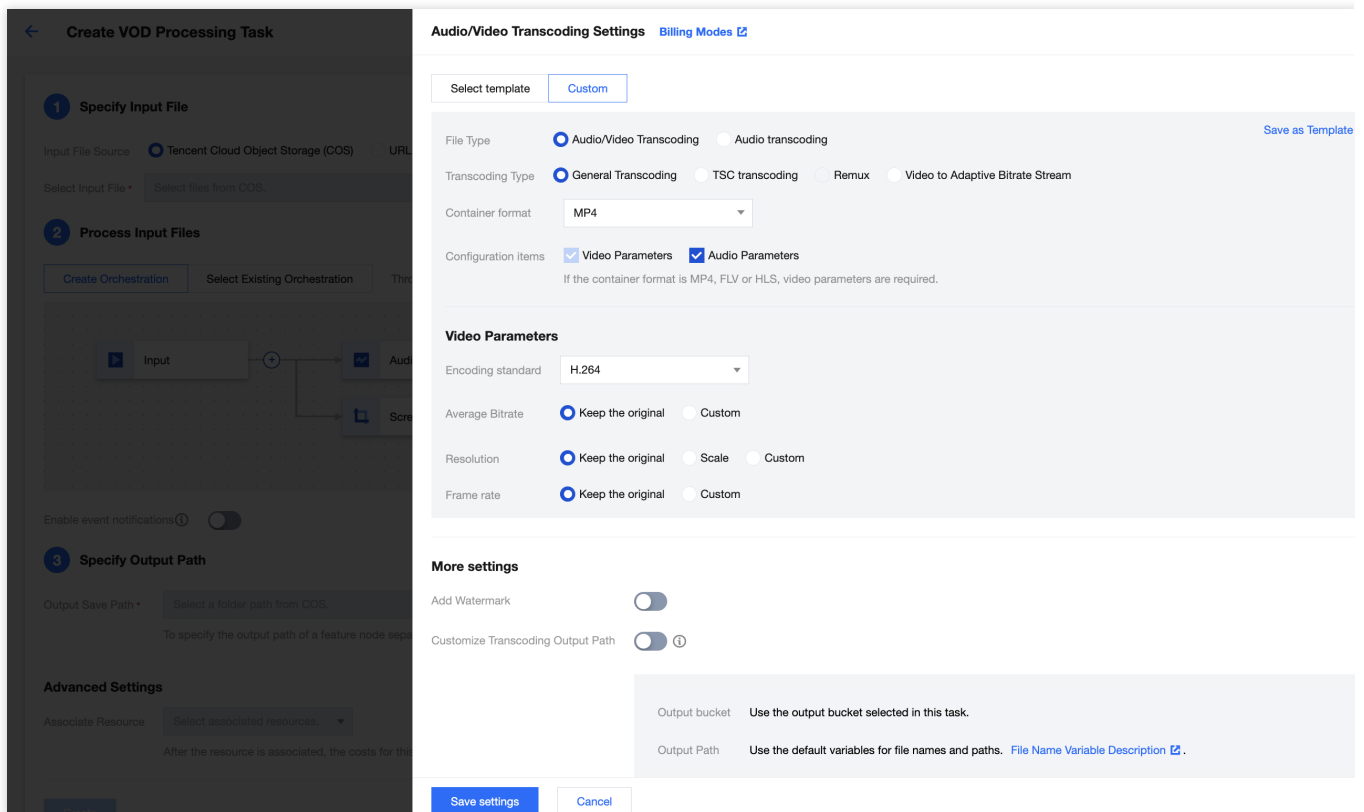 Create VOD Processing Task
1 Specify Input File
Input File Source Tencent Cloud Object Storage (COS) URL
Select Input File * Select files from COS.
2 Process Input Files
Create Orchestration Select Existing Orchestration Thro
Input Audi
Scre
Enable event notifications
3 Specify Output Path
Output Save Path * Select a folder path from COS.
To specify the output path of a feature node sepa
Advanced Settings
Associate Resource Select associated resources.
After the resource is associated, the costs for this
Create
Audio/Video Transcoding Settings Billing Modes
Select template Custom
Save as Template
File Type Audio/Video Transcoding Audio transcoding
Transcoding Type General Transcoding TSC transcoding Remux Video to Adaptive Bitrate Stream
Container format MP4
Configuration items Video Parameters Audio Parameters
If the container format is MP4, FLV or HLS, video parameters are required.
Video Parameters
Encoding standard H.264
Average Bitrate Keep the original Custom
Resolution Keep the original Scale Custom
Frame rate Keep the original Custom
More settings
Add Watermark
Customize Transcoding Output Path
Output bucket Use the output bucket selected in this task.
Output Path Use the default variables for file names and paths. File Name Variable Description .
Save settings Cancel